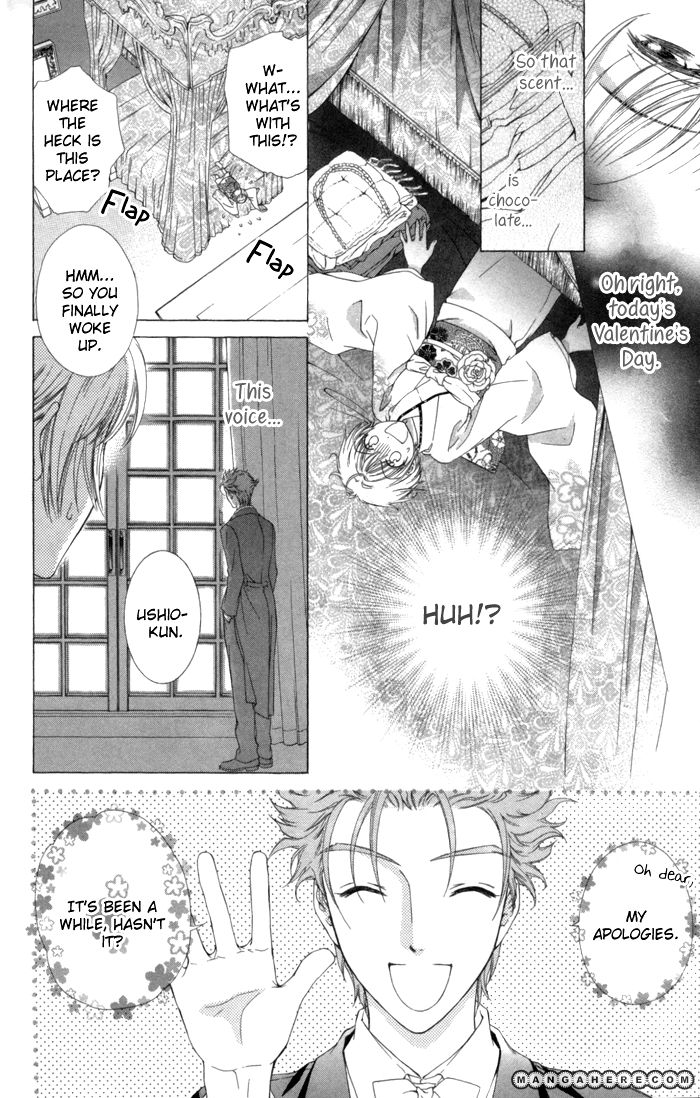 So that
scent...
is
choco-
late...
Oh right,
today's
Valentine's
Day.
HUH!?
W-
WHAT...
WHAT'S
WITH
THIS!?
WHERE
THE
HECK IS
THIS
PLACE?
Flap
Flap
HMM...
SO YOU
FINALLY
WOKE
UP.
This
voice...
USHIO-
KUN.
Oh dear,
MY
APOLOGIES.
IT'S BEEN A
WHILE, HASN'T
IT?
MANGAHERE.COM